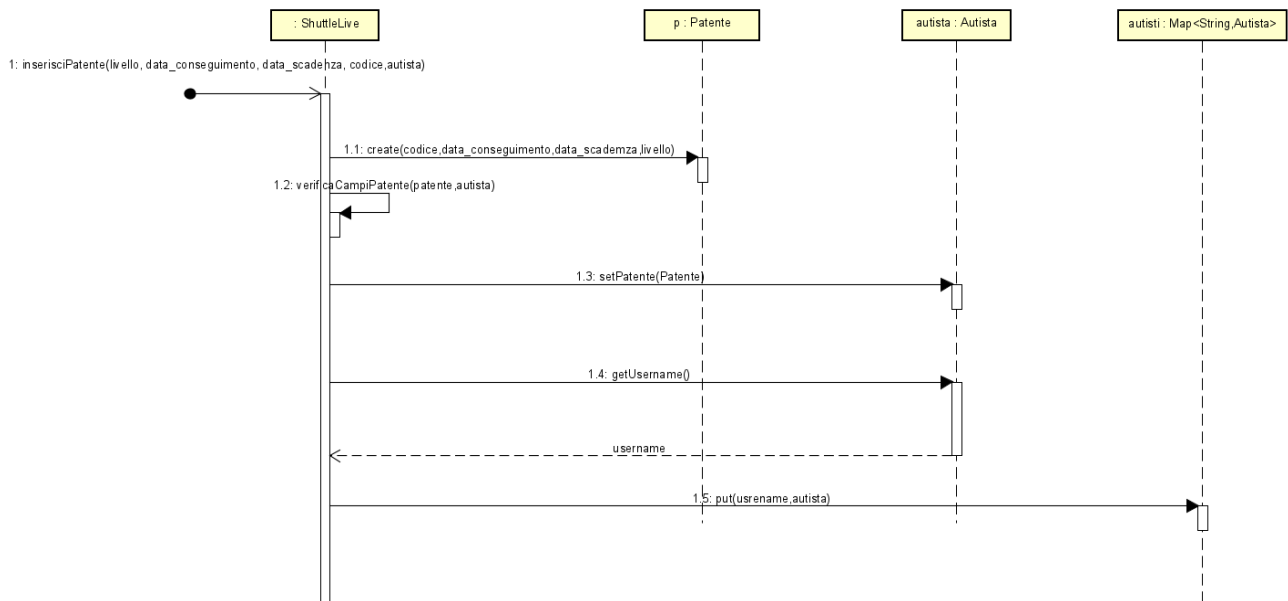 : ShuttleLive
p : Patente
autista : Autista
autisti : Map<String,Autista>
1: inserisciPatente(livello, data_conseguimento, data_scadenza, codice,autista)
1.1: create(codice,data_conseguimento,data_scademza,livello)
1.2: verificaCampiPatente(patente,autista)
1.3: setPatente(Patente)
1.4: getUsername()
username
1.5: put(usrename,autista)